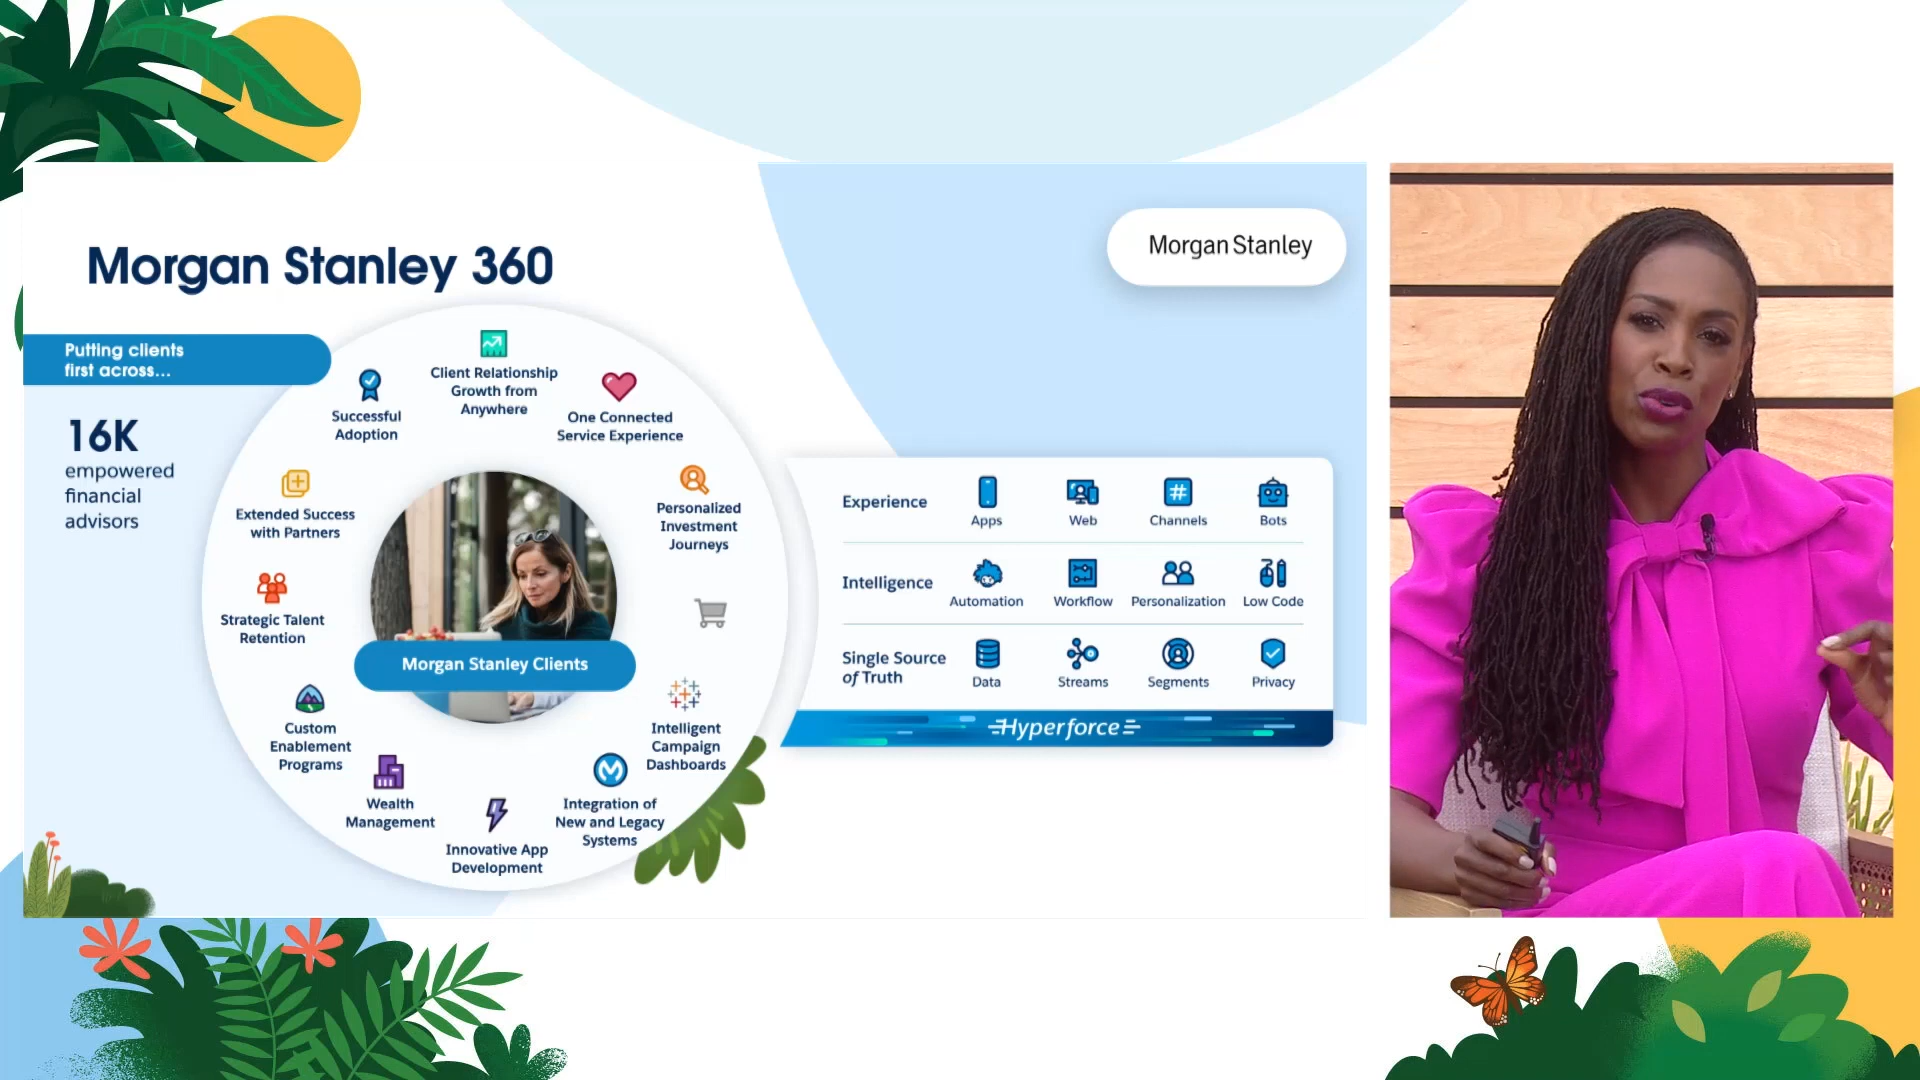 Morgan Stanley 360
Morgan Stanley
Putting clients
first across...
16K
empowered
financial
advisors
Client Relationship
Growth from
Anywhere
One Connected
Service Experience
Personalized
Investment
Journeys
Intelligent
Campaign
Dashboards
Integration of
New and Legacy
Systems
Innovative App
Development
Wealth
Management
Custom
Enablement
Programs
Strategic Talent
Retention
Extended Success
with Partners
Successful
Adoption
Morgan Stanley Clients
Experience
Apps
Web
#
Channels
Bots
Intelligence
Automation
Workflow
Personalization
Low Code
Single Source
of Truth
Data
Streams
Segments
Privacy
Hyperforce